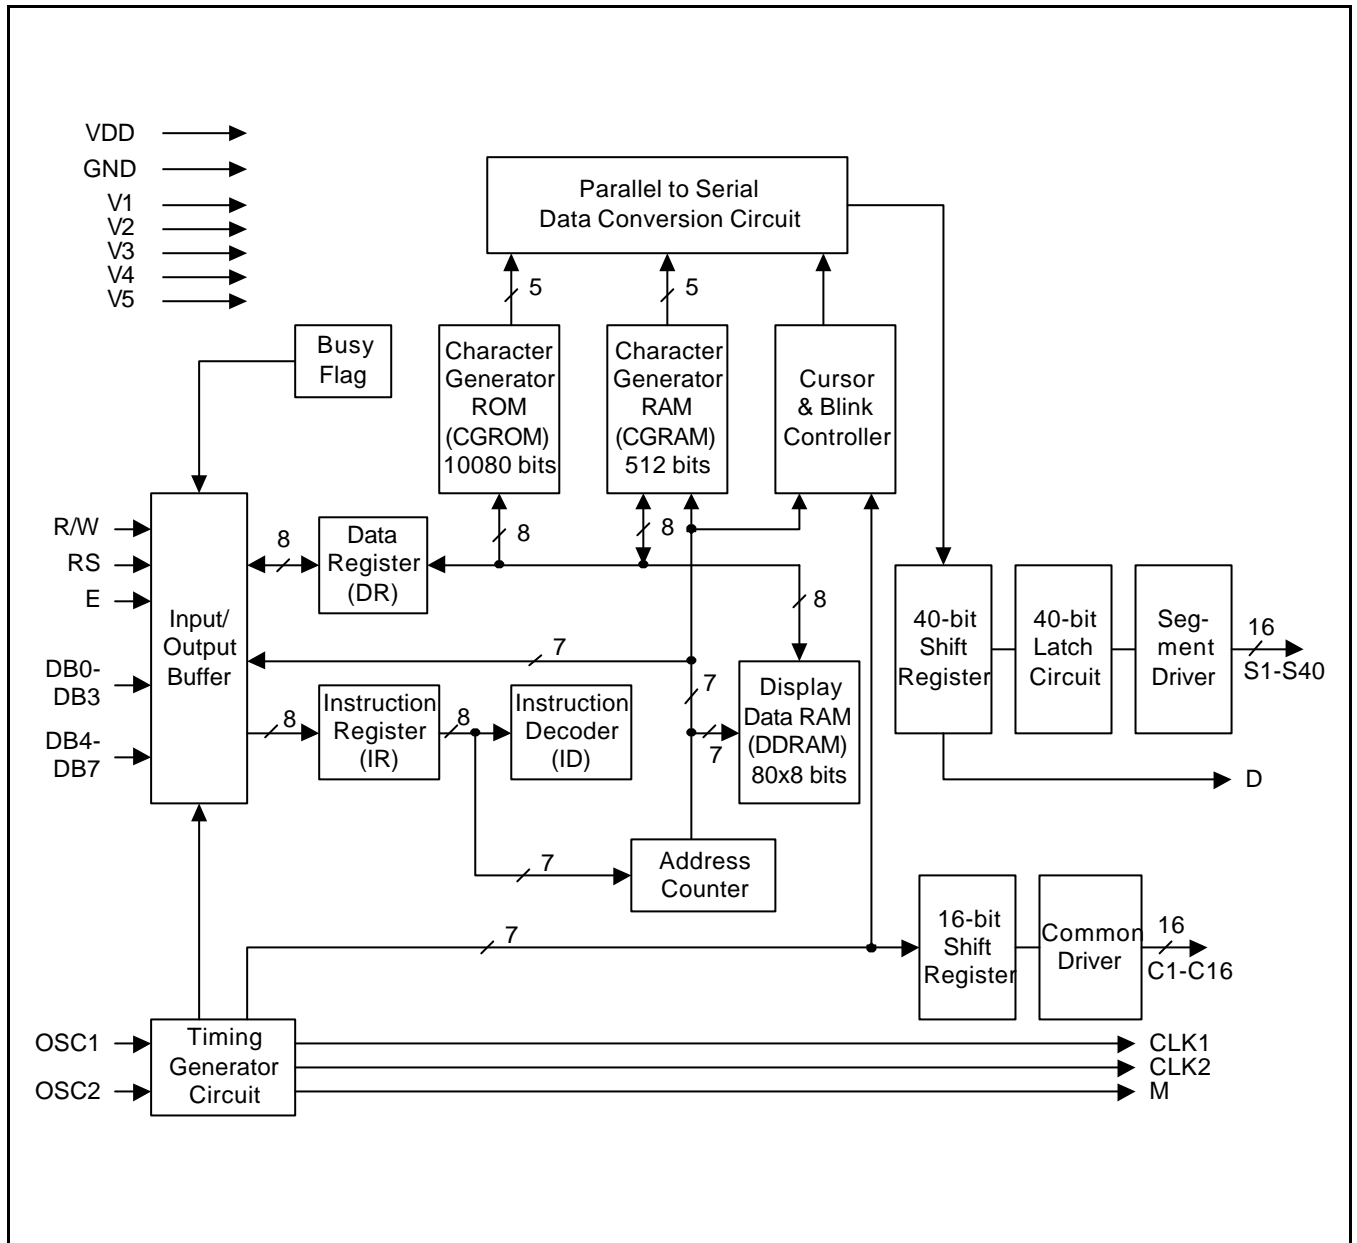 VDD
GND
V1
V2
V3
V4
V5
Parallel to Serial
Data Conversion Circuit
5
5
Busy
Flag
Character
Generator
ROM
(CGROM)
10080 bits
Character
Generator
RAM
(CGRAM)
512 bits
Cursor
& Blink
Controller
R/W
RS
E
DB0-
DB3
DB4-
DB7
Input/
Output
Buffer
8
Data
Register
(DR)
8
8
8
7
7
7
8
Instruction
Register
(IR)
8
Instruction
Decoder
(ID)
Display
Data RAM
(DDRAM)
80x8 bits
40-bit
Shift
Register
40-bit
Latch
Circuit
Seg-
ment
Driver
16
S1-S40
D
7
Address
Counter
7
16-bit
Shift
Register
Common
Driver
16
C1-C16
OSC1
OSC2
Timing
Generator
Circuit
CLK1
CLK2
M